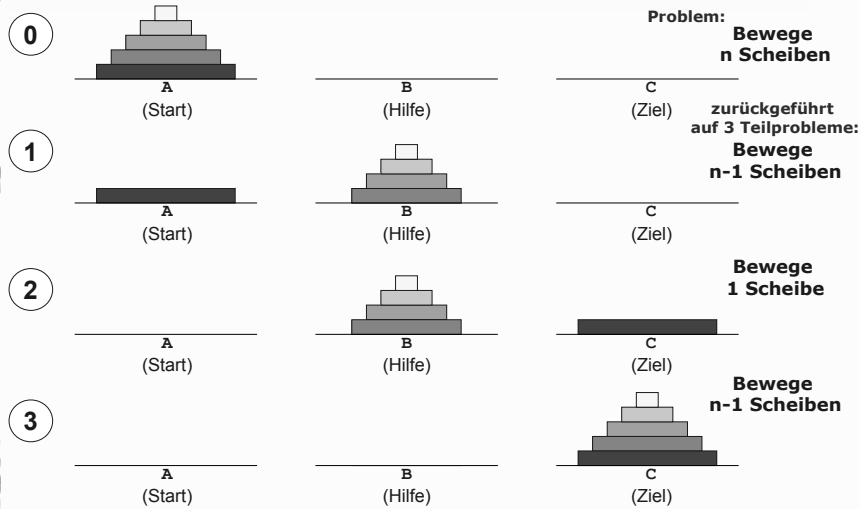 Problem:
0
Bewege
n Scheiben
A
B
C
(Start)
(Hilfe)
(Ziel)
zurückgeführt
auf 3 Teilprobleme:
1
Bewege
n-1 Scheiben
A
B
C
(Start)
(Hilfe)
(Ziel)
2
Bewege
1 Scheibe
A
B
C
(Start)
(Hilfe)
(Ziel)
3
Bewege
n-1 Scheiben
A
B
C
(Start)
(Hilfe)
(Ziel)